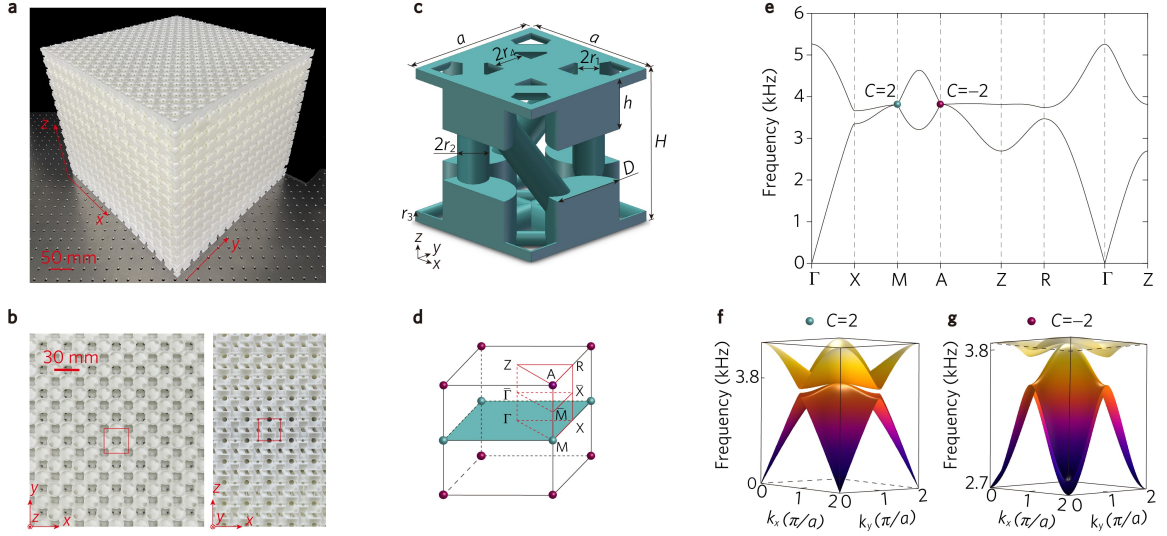 a
z
x
y
50 mm
b
30 mm
y
z
x
z
y
x
c
a
a
2r₄
2r₁
h
H
2r₂
D
r₃
z
y
x
d
Z
R
A
Γ̄
X̄
M̄
Γ
X
M
e
Frequency (kHz)
6
5
4
3
2
1
0
C=2
C=−2
Γ
X
M
A
Z
R
Γ
Z
f
C=2
Frequency (kHz)
3.8
0
0
1
2
0
1
2
kₓ(π/a)
k_y(π/a)
g
C=−2
Frequency (kHz)
3.8
2.7
0
1
2
0
1
2
kₓ(π/a)
k_y(π/a)